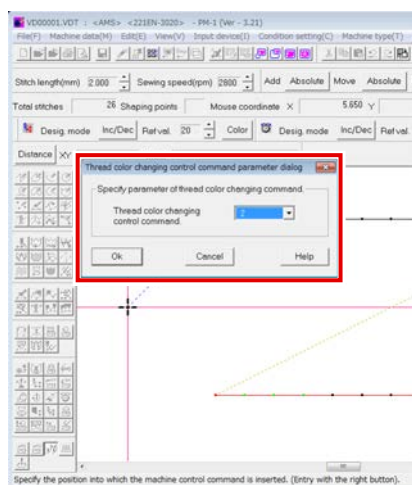 VD00001.VDT : <AMS> <221EN-3020> - PM-1 (Ver - 3.21)
File(F) Machine data(M) Edit(E) View(V) Input device(I) Condition setting(C) Machine type(T)
Stitch length(mm) 2.000 Sewing speed(rpm) 2800 Add Absolute Move Absolute
Total stitches 26 Shaping points Mouse coordinate X 5.650 Y
Desig. mode Inc/Dec Ref.val. 20 Color Desig. mode Inc/Dec Ref.val.
Distance XY
Thread color changing control command parameter dialog
Specify parameter of thread color changing command.
Thread color changing
control command.
2
Ok Cancel Help
Specify the position into which the machine control command is inserted. (Entry with the right button).